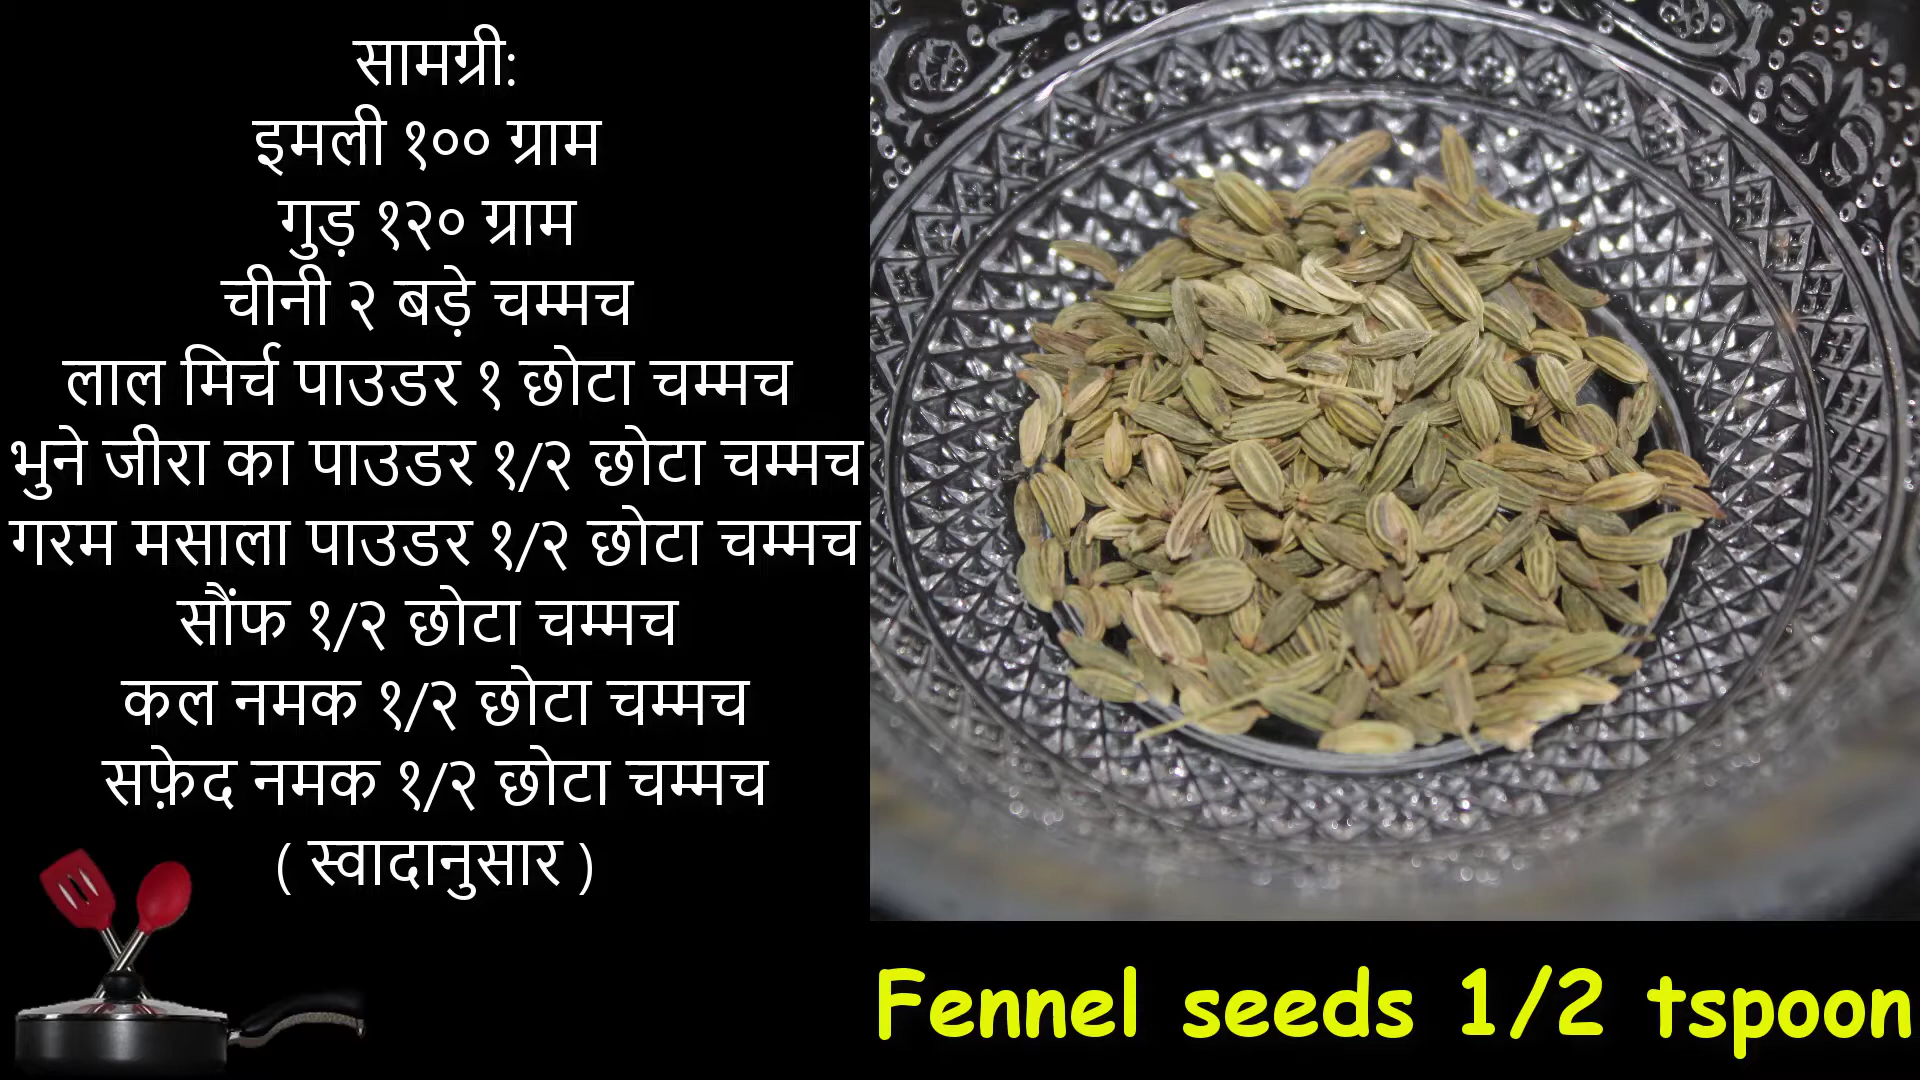 सामग्री:
इमली १०० ग्राम
गुड़ १२० ग्राम
चीनी २ बड़े चम्मच
लाल मिर्च पाउडर १ छोटा चम्मच
भुने जीरा का पाउडर १/२ छोटा चम्मच
गरम मसाला पाउडर १/२ छोटा चम्मच
सौंफ १/२ छोटा चम्मच
कल नमक १/२ छोटा चम्मच
सफ़ेद नमक १/२ छोटा चम्मच
( स्वादानुसार )
Fennel seeds 1/2 tspoon